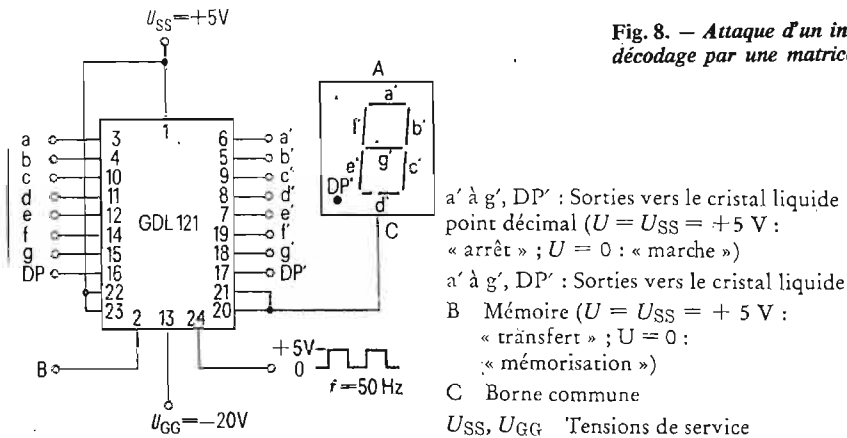 U_SS = +5V
Fig. 8. — Attaque d'un in
décodage par une matric
A
a 3 1 6 a'
b 4 5 b'
c 10 9 c'
d 11 GDL 121 8 d'
e 12 7 e'
f 14 19 f'
g 15 18 g'
DP 16 17 DP'
22 21
23 2 13 24 20
a'
f' b'
g'
e' c'
DP' d'
C
B
U_GG = −20V
+5V
0
f = 50 Hz
a' à g', DP' : Sorties vers le cristal liquide
point décimal (U = U_SS = +5 V :
« arrêt » ; U = 0 : « marche »)
a' à g', DP' : Sorties vers le cristal liquide
B Mémoire (U = U_SS = + 5 V :
« transfert » ; U = 0 :
« mémorisation »)
C Borne commune
U_SS, U_GG Tensions de service